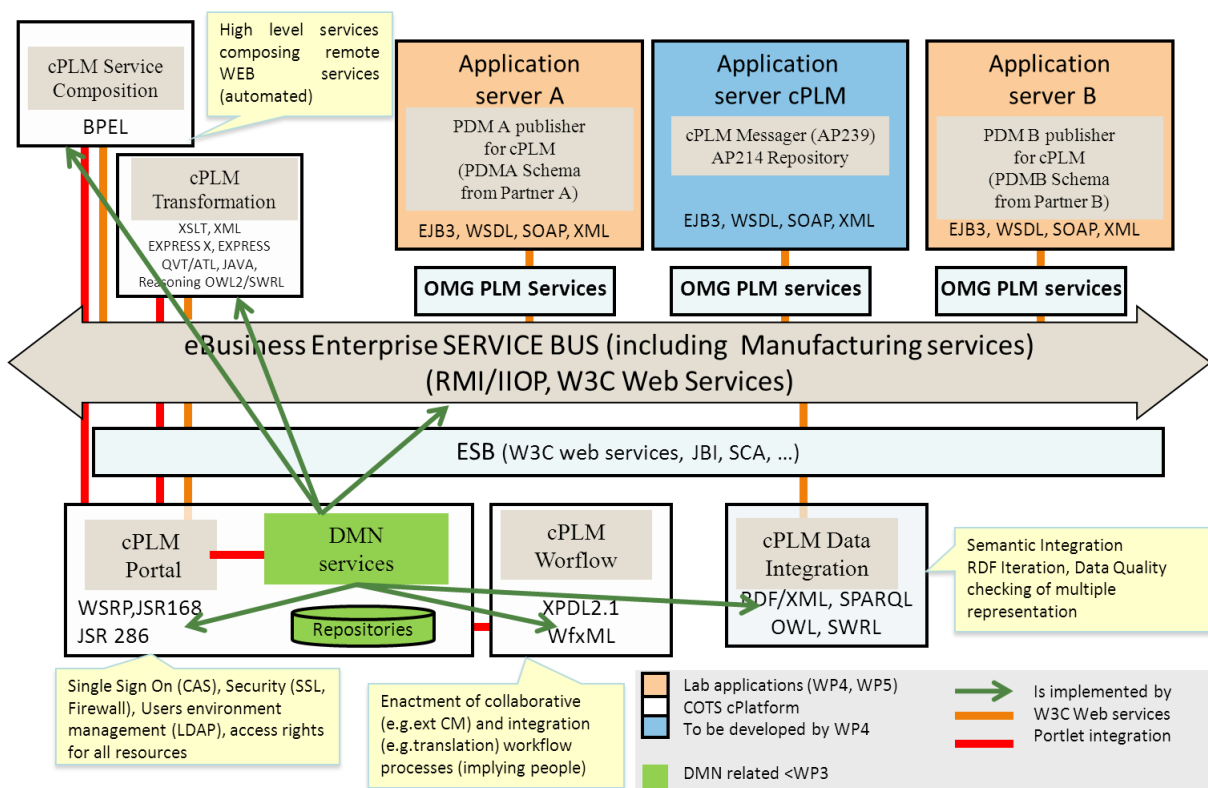 cPLM Service
Composition
BPEL
High level services
composing remote
WEB services
(automated)
cPLM
Transformation
XSLT, XML
EXPRESS X, EXPRESS
QVT/ATL, JAVA,
Reasoning OWL2/SWRL
Application
server A
PDM A publisher
for cPLM
(PDMA Schema
from Partner A)
EJB3, WSDL, SOAP, XML
OMG PLM Services
Application
server cPLM
cPLM Messager (AP239)
AP214 Repository
EJB3, WSDL, SOAP, XML
OMG PLM services
Application
server B
PDM B publisher
for cPLM
(PDMB Schema
from Partner B)
EJB3, WSDL, SOAP, XML
OMG PLM services
eBusiness Enterprise SERVICE BUS (including Manufacturing services)
(RMI/IIOP, W3C Web Services)
ESB (W3C web services, JBI, SCA, ...)
cPLM
Portal
WSRP,JSR168
JSR 286
DMN
services
Repositories
cPLM
Worflow
XPDL2.1
WfxML
cPLM Data
Integration
RDF/XML, SPARQL
OWL, SWRL
Semantic Integration
RDF Iteration, Data Quality
checking of multiple
representation
Single Sign On (CAS), Security (SSL,
Firewall), Users environment
management (LDAP), access rights
for all resources
Enactment of collaborative
(e.g.ext CM) and integration
(e.g.translation) workflow
processes (implying people)
Lab applications (WP4, WP5)
COTS cPlatform
To be developed by WP4
DMN related <WP3
Is implemented by
W3C Web services
Portlet integration